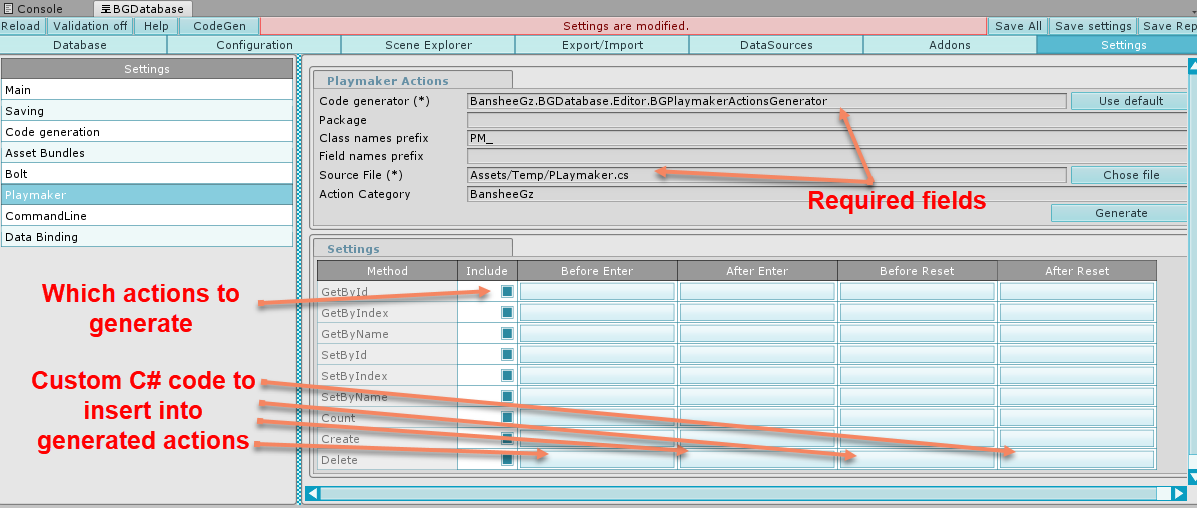 Console BGDatabase
Reload Validation off Help CodeGen Settings are modified. Save All Save settings Save Rep
Database Configuration Scene Explorer Export/Import DataSources Addons Settings
Settings
Main
Saving
Code generation
Asset Bundles
Bolt
Playmaker
CommandLine
Data Binding
Playmaker Actions
Code generator (*) BansheeGz.BGDatabase.Editor.BGPlaymakerActionsGenerator Use default
Package
Class names prefix PM_
Field names prefix
Source File (*) Assets/Temp/PLaymaker.cs Chose file
Action Category BansheeGz
Required fields
Generate
Settings
Method Include Before Enter After Enter Before Reset After Reset
GetById
GetByIndex
GetByName
SetById
SetByIndex
SetByName
Count
Create
Delete
Which actions to
generate
Custom C# code to
insert into
generated actions